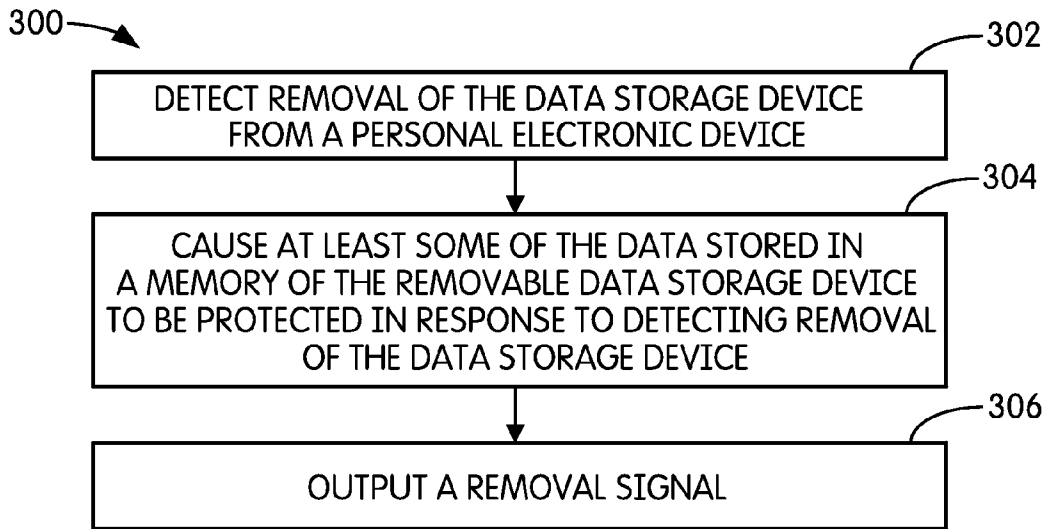 300
302
DETECT REMOVAL OF THE DATA STORAGE DEVICE
FROM A PERSONAL ELECTRONIC DEVICE
304
CAUSE AT LEAST SOME OF THE DATA STORED IN
A MEMORY OF THE REMOVABLE DATA STORAGE DEVICE
TO BE PROTECTED IN RESPONSE TO DETECTING REMOVAL
OF THE DATA STORAGE DEVICE
306
OUTPUT A REMOVAL SIGNAL